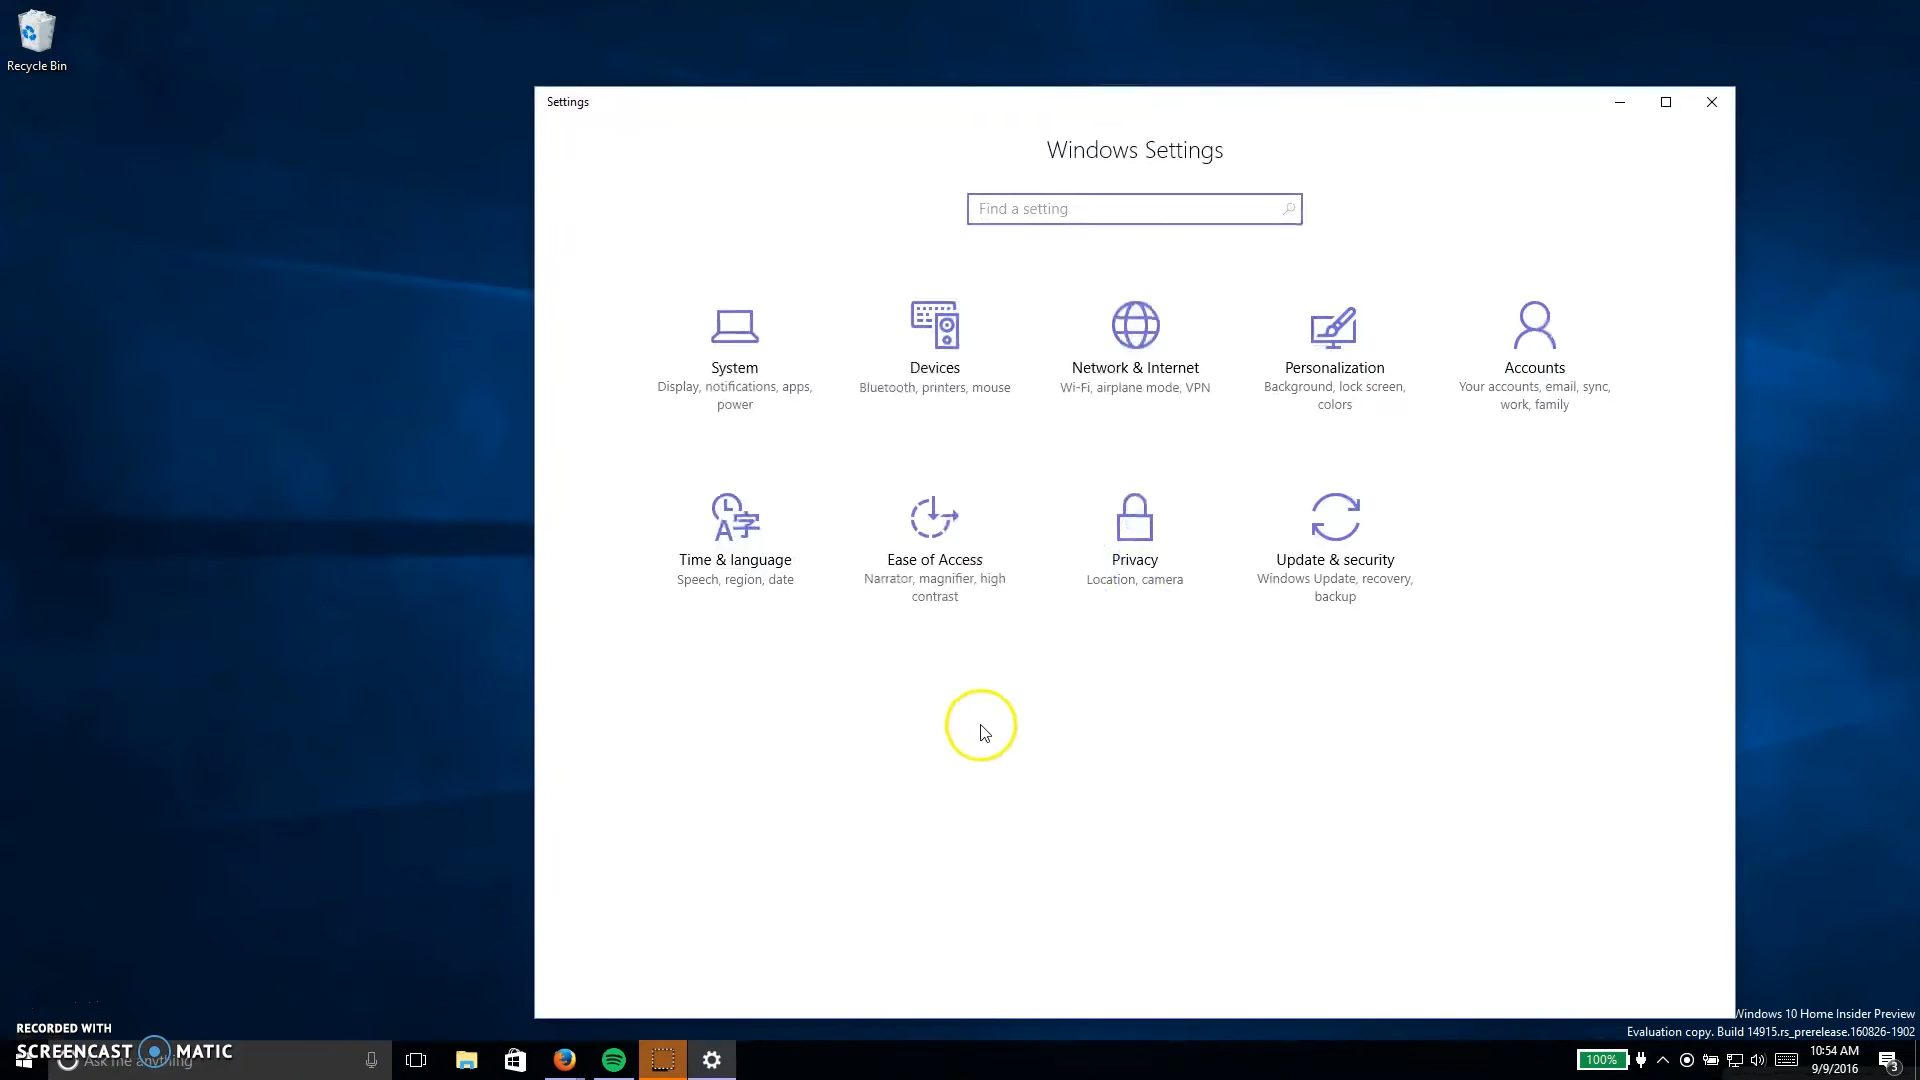 Recycle Bin
Settings
Windows Settings
Find a setting
System
Display, notifications, apps,
power
Devices
Bluetooth, printers, mouse
Network & Internet
Wi-Fi, airplane mode, VPN
Personalization
Background, lock screen,
colors
Accounts
Your accounts, email, sync,
work, family
Time & language
Speech, region, date
Ease of Access
Narrator, magnifier, high
contrast
Privacy
Location, camera
Update & security
Windows Update, recovery,
backup
Windows 10 Home Insider Preview
Evaluation copy. Build 14915.rs_prerelease.160826-1902
RECORDED WITH
SCREENCAST MATIC
Ask me anything
100%
10:54 AM
9/9/2016
3